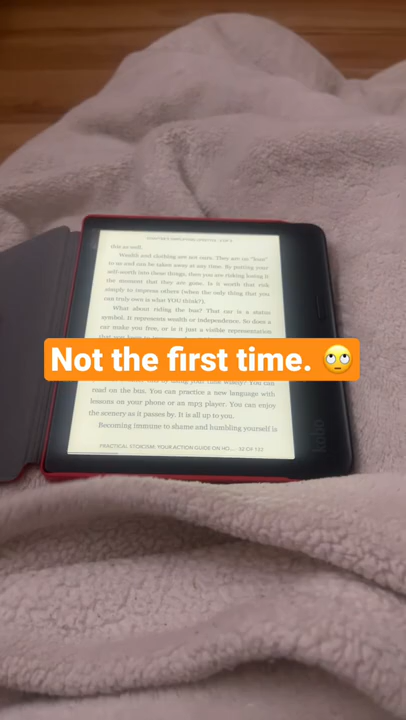 this as well.
Wealth and clothing are are ours. They are on "loan"
to us and can be taken away at any time. By putting your
self-worth into these things, then you are risking losing it
the moment that they are gone. Is it worth that risk
simply to impress others (when the only thing that you
can truly own is what YOU think?).
What about riding the bus? That car is a status
symbol. It represents wealth or independence. So does a
car make you free, or is it just a visible representation
Not the first time. 🙄
You can
read on the bus. You can practice a new language with
lessons on your phone or an mp3 player. You can enjoy
the scenery as it passes by. It is all up to you.
Becoming immune to shame and humbling yourself is
PRACTICAL STOICISM: YOUR ACTION GUIDE ON HO... 32 OF 137
kobo